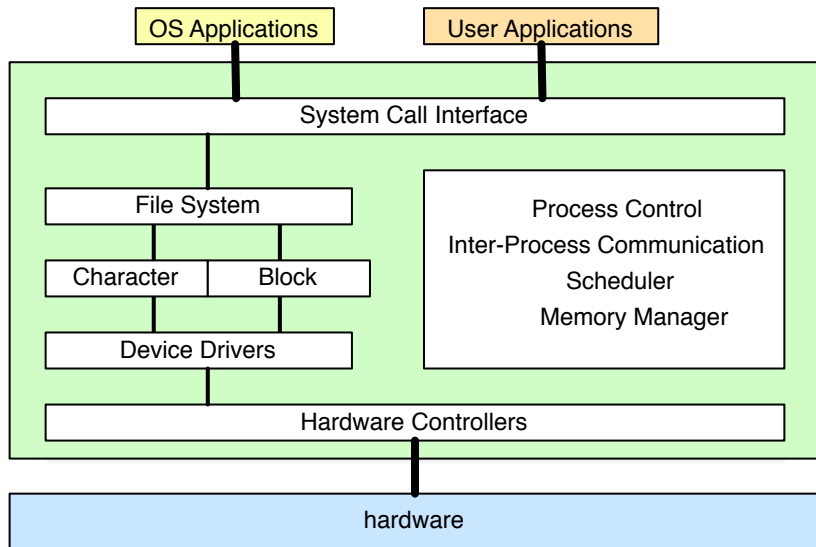 OS Applications
User Applications
System Call Interface
File System
Character
Block
Device Drivers
Process Control
Inter-Process Communication
Scheduler
Memory Manager
Hardware Controllers
hardware